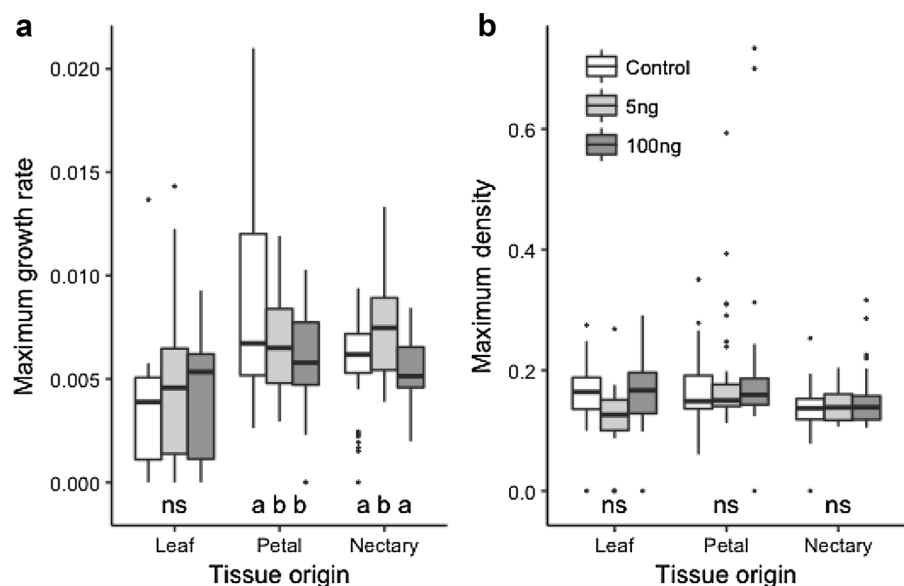 a
Maximum growth rate
0.020
0.015
0.010
0.005
0.000
ns
a b b
a b a
Leaf
Petal
Nectary
Tissue origin
b
Maximum density
0.6
0.4
0.2
0.0
Control
5ng
100ng
ns
ns
ns
Leaf
Petal
Nectary
Tissue origin